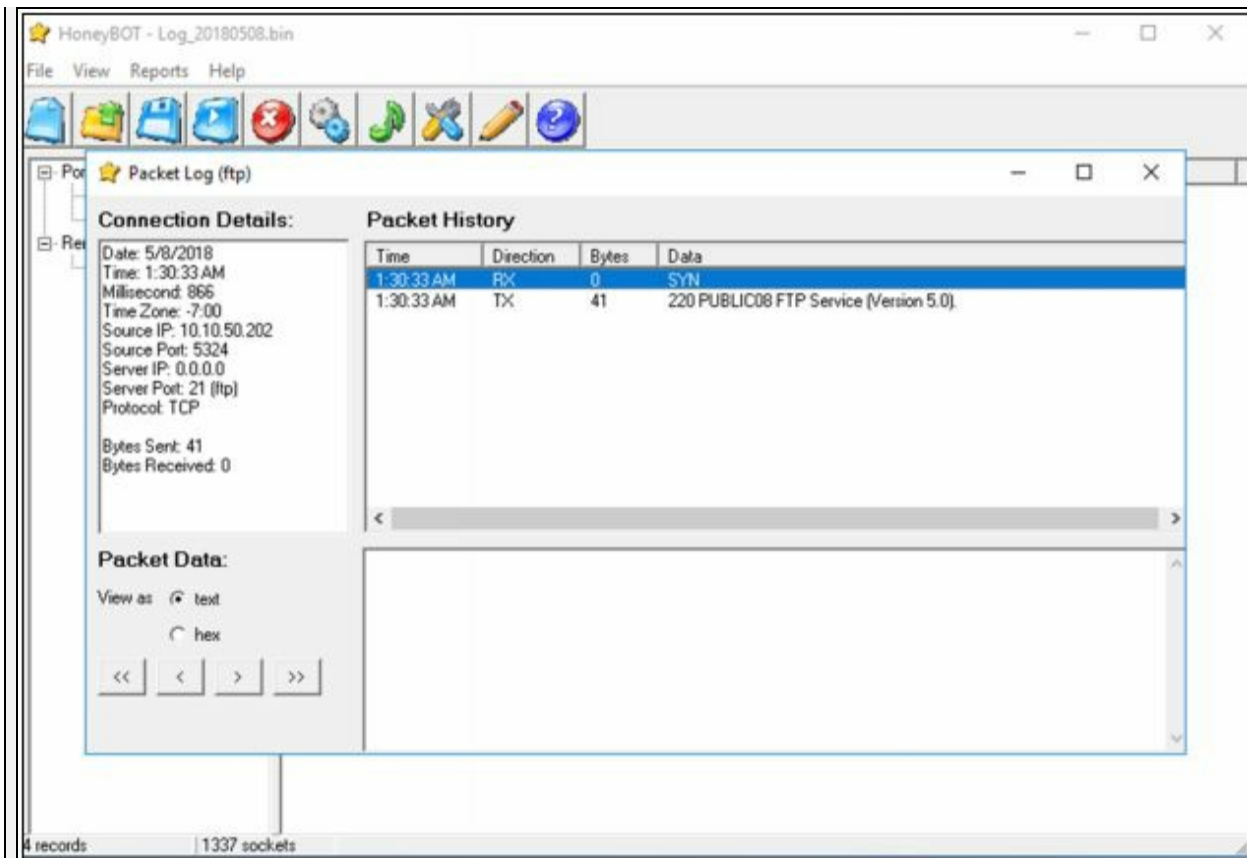 HoneyBOT - Log_20180508.bin
File View Reports Help
Por
Packet Log (ftp)
Rer
Connection Details:
Date: 5/8/2018
Time: 1:30:33 AM
Millisecond: 866
Time Zone: -7:00
Source IP: 10.10.50.202
Source Port: 5324
Server IP: 0.0.0.0
Server Port: 21 (ftp)
Protocol: TCP
Bytes Sent: 41
Bytes Received: 0
Packet History
Time Direction Bytes Data
1:30:33 AM RX 0 SYN
1:30:33 AM TX 41 220 PUBLIC08 FTP Service (Version 5.0).
Packet Data:
View as text
hex
<< < > >>
4 records 1337 sockets